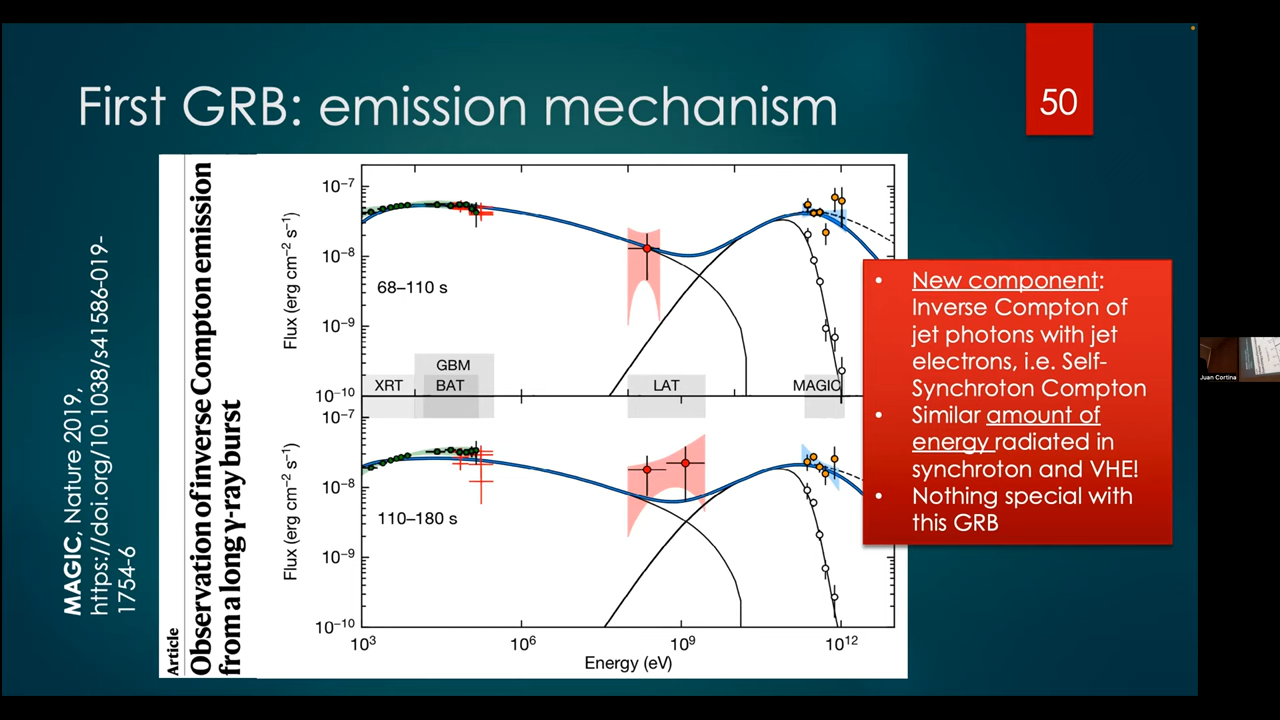 First GRB: emission mechanism
50
MAGIC, Nature 2019,
https://doi.org/10.1038/s41586-019-
1754-6
Article
Observation of inverse Compton emission
from a long γ-ray burst
Flux (erg cm⁻² s⁻¹)
10⁻⁷
10⁻⁸
10⁻⁹
10⁻¹⁰
68–110 s
XRT
GBM
BAT
LAT
MAGIC
Flux (erg cm⁻² s⁻¹)
10⁻⁷
10⁻⁸
10⁻⁹
10⁻¹⁰
110–180 s
10³
10⁶
10⁹
10¹²
Energy (eV)
• New component:
Inverse Compton of
jet photons with jet
electrons, i.e. Self-
Synchroton Compton
• Similar amount of
energy radiated in
synchroton and VHE!
• Nothing special with
this GRB
Juan Cortina